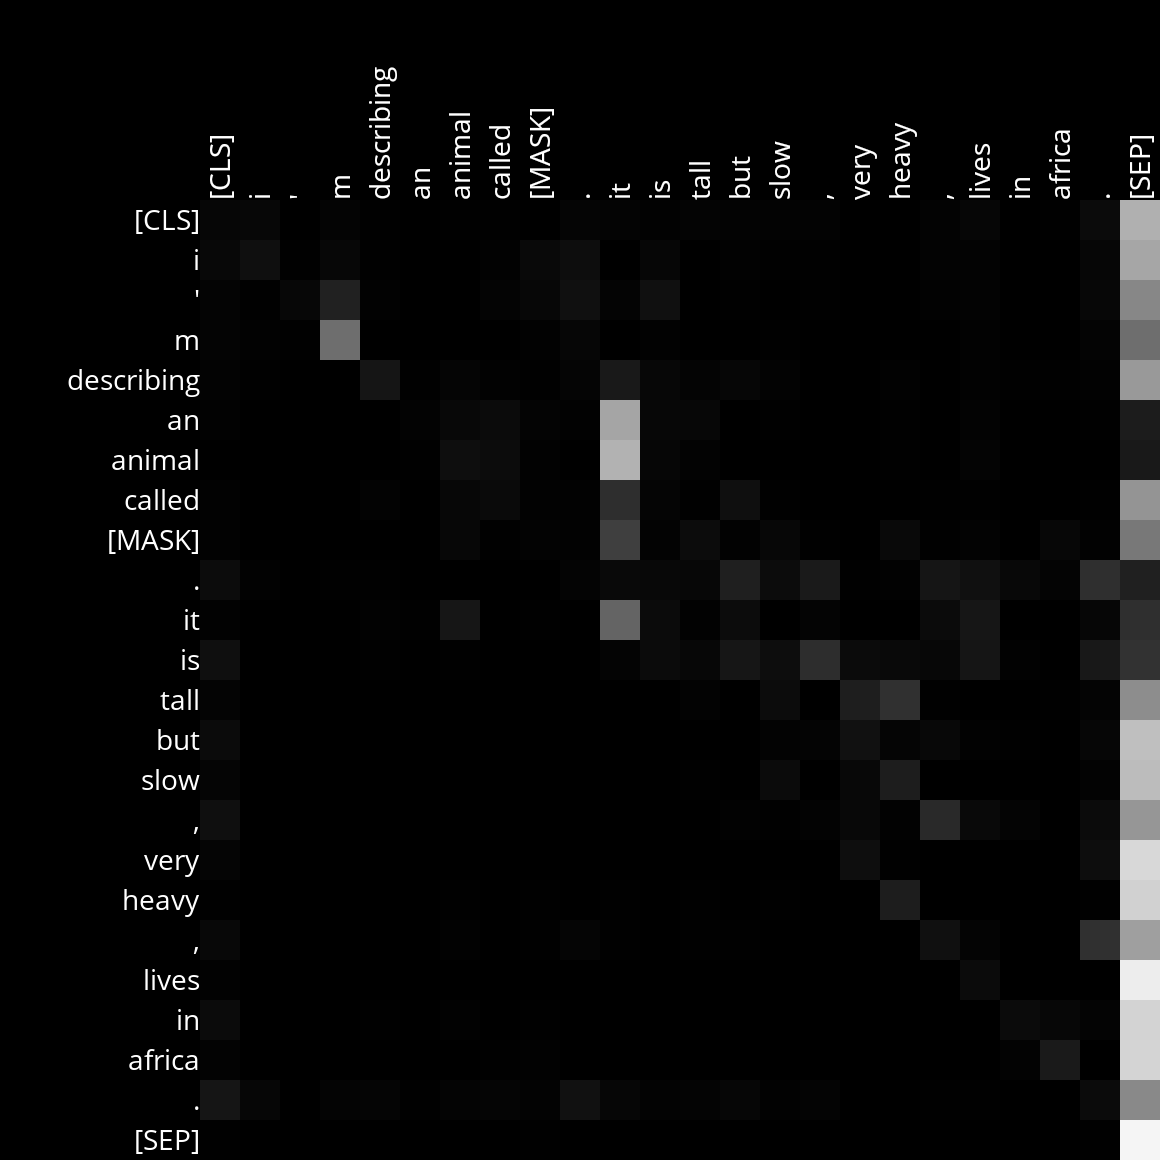 [CLS] i ' m describing an animal called [MASK] . it is tall but slow , very heavy , lives in africa . [SEP]
[CLS]
i
'
m
describing
an
animal
called
[MASK]
.
it
is
tall
but
slow
,
very
heavy
,
lives
in
africa
.
[SEP]